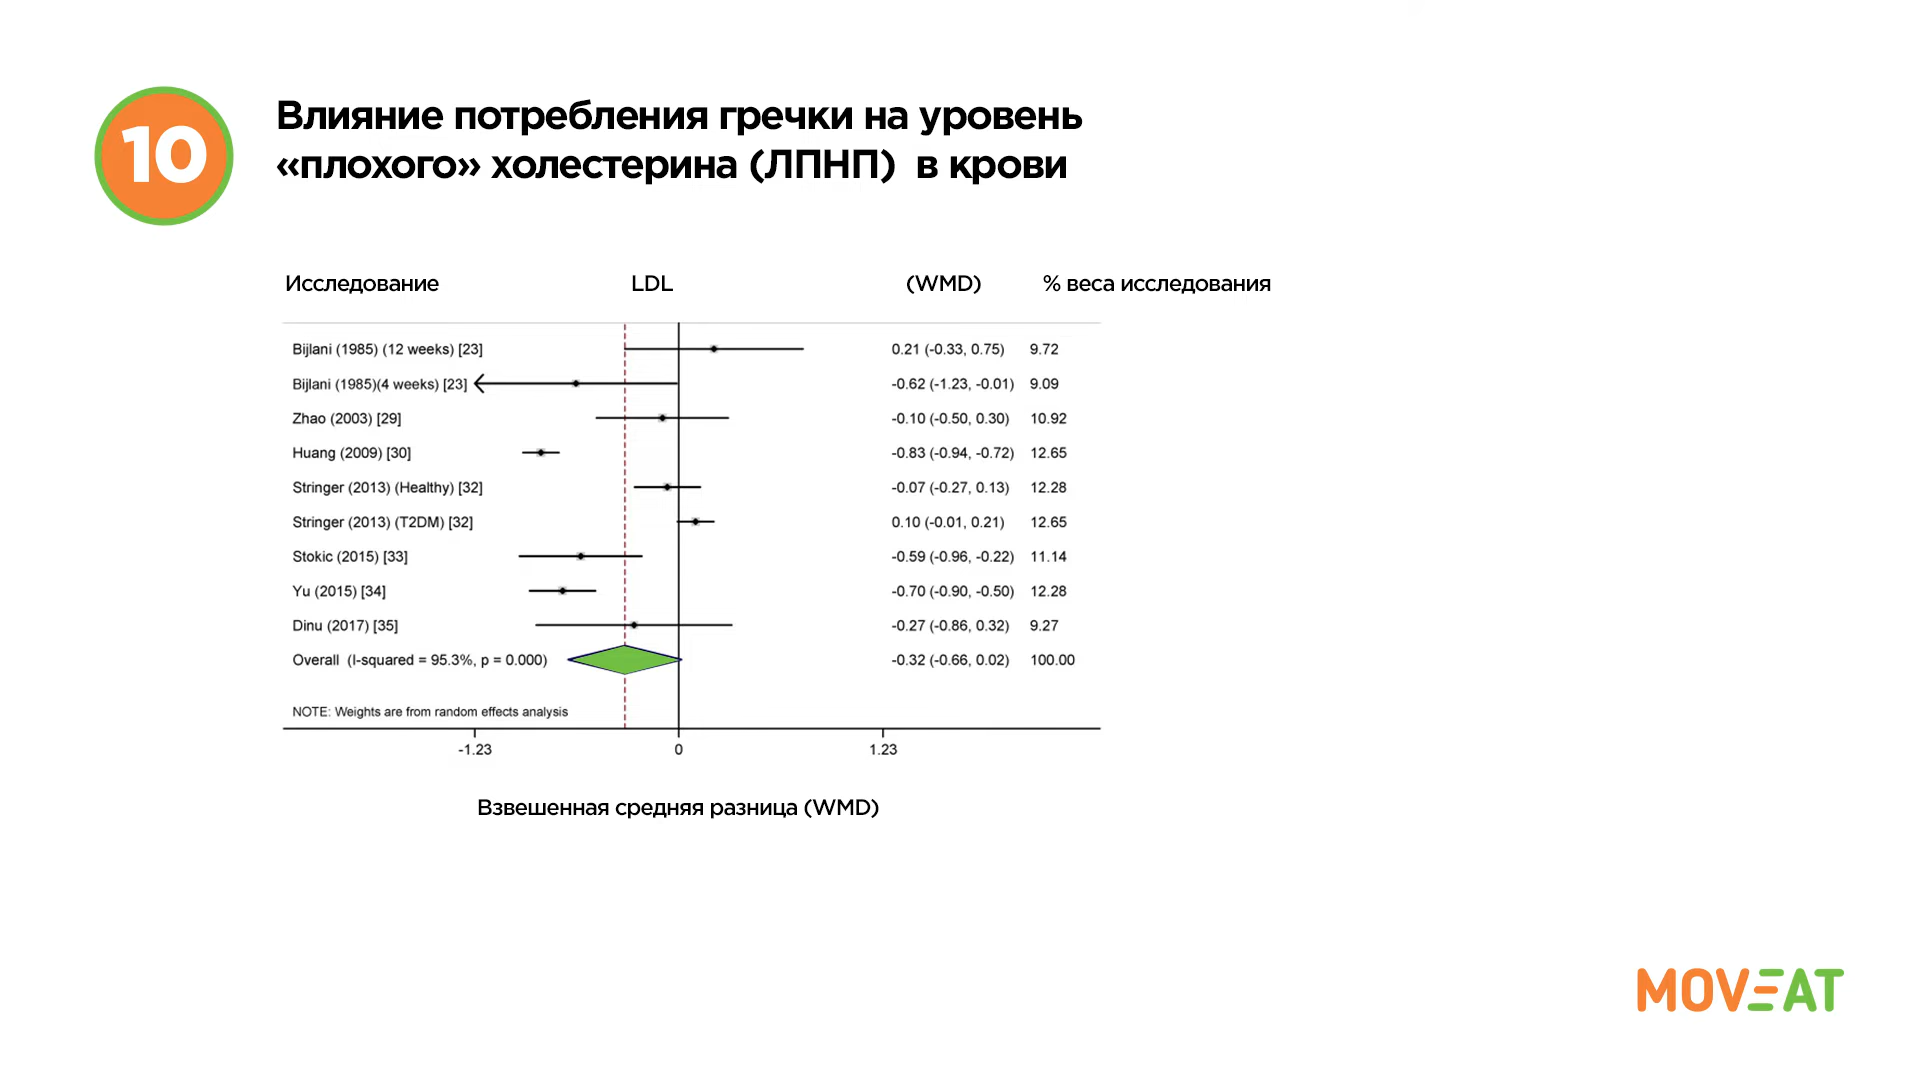 10
Влияние потребления гречки на уровень
«плохого» холестерина (ЛПНП) в крови
Исследование LDL (WMD) % веса исследования
Bijlani (1985) (12 weeks) [23] 0.21 (-0.33, 0.75) 9.72
Bijlani (1985)(4 weeks) [23] -0.62 (-1.23, -0.01) 9.09
Zhao (2003) [29] -0.10 (-0.50, 0.30) 10.92
Huang (2009) [30] -0.83 (-0.94, -0.72) 12.65
Stringer (2013) (Healthy) [32] -0.07 (-0.27, 0.13) 12.28
Stringer (2013) (T2DM) [32] 0.10 (-0.01, 0.21) 12.65
Stokic (2015) [33] -0.59 (-0.96, -0.22) 11.14
Yu (2015) [34] -0.70 (-0.90, -0.50) 12.28
Dinu (2017) [35] -0.27 (-0.86, 0.32) 9.27
Overall (I-squared = 95.3%, p = 0.000) -0.32 (-0.66, 0.02) 100.00
NOTE: Weights are from random effects analysis
-1.23 0 1.23
Взвешенная средняя разница (WMD)
MOVEAT